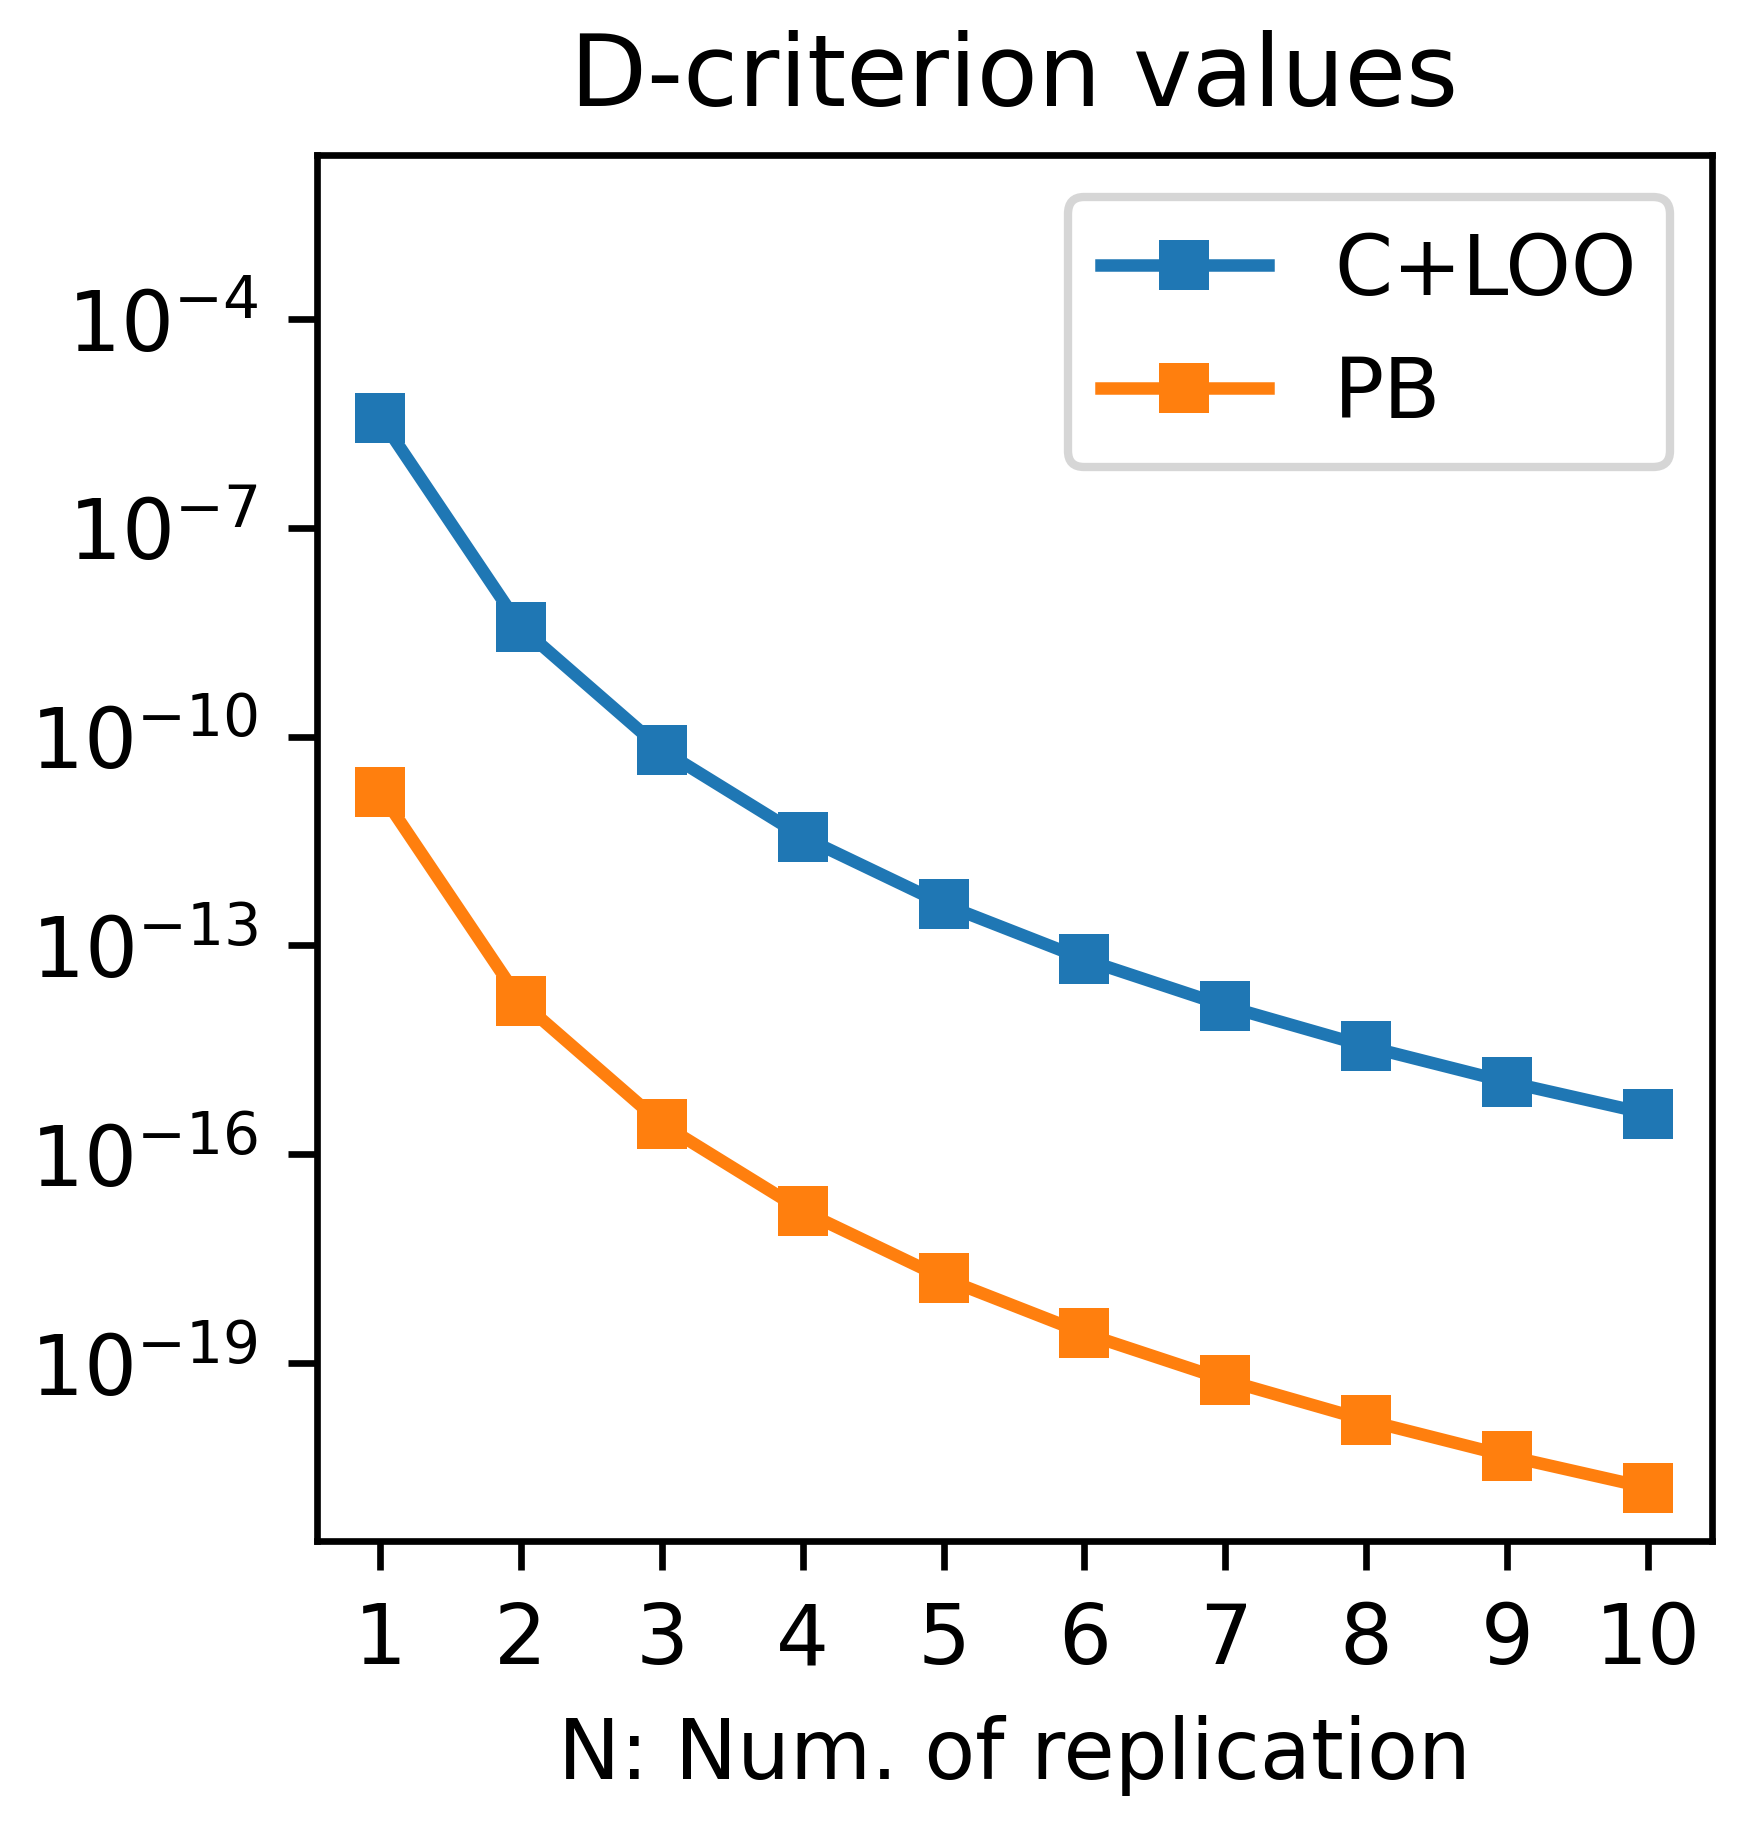 D-criterion values
C+LOO
PB
10⁻⁴
10⁻⁷
10⁻¹⁰
10⁻¹³
10⁻¹⁶
10⁻¹⁹
1 2 3 4 5 6 7 8 9 10
N: Num. of replication